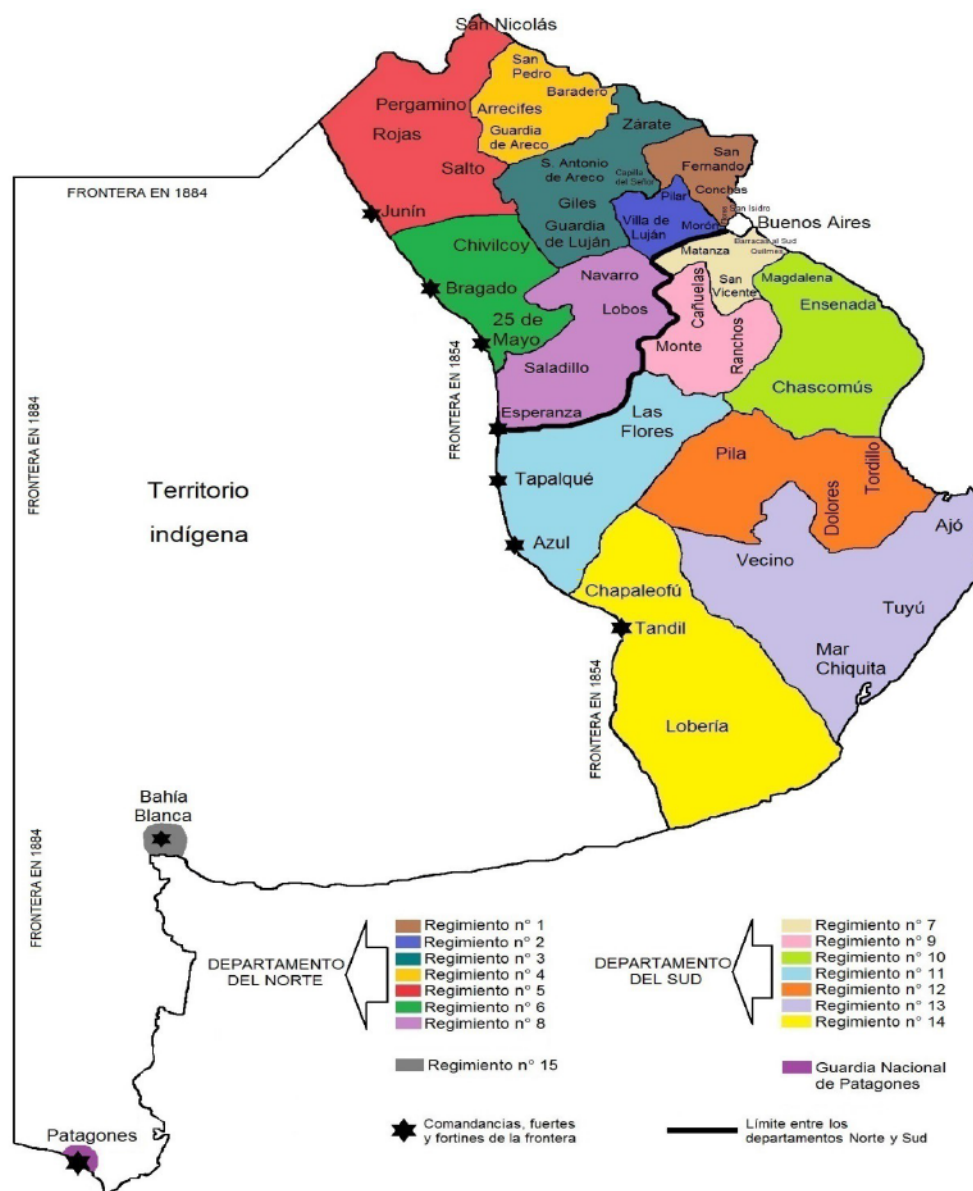 San Nicolás
San
Pedro
Baradero
Pergamino
Arrecifes
Rojas
Guardia
de Areco
Zárate
Salto
S. Antonio
de Areco
Capilla
del Señor
San
Fernando
FRONTERA EN 1884
Conchas
Pilar
Giles
Junín
San Isidro
Flores
Villa de
Luján
Morón
Buenos Aires
Guardia
de Luján
Chivilcoy
Barracas al Sud
Quilmes
Matanza
Navarro
San
Vicente
Magdalena
Bragado
Cañuelas
Ensenada
Lobos
25 de
Mayo
Monte
Ranchos
Saladillo
Chascomús
FRONTERA EN 1884
FRONTERA EN 1854
Esperanza
Las
Flores
Pila
Tordillo
Territorio
indígena
Tapalqué
Dolores
Ajó
Azul
Vecino
Chapaleofú
Tuyú
Tandil
Mar
Chiquita
FRONTERA EN 1854
Lobería
Bahía
Blanca
FRONTERA EN 1884
DEPARTAMENTO
DEL NORTE
Regimiento n° 1
Regimiento n° 2
Regimiento n° 3
Regimiento n° 4
Regimiento n° 5
Regimiento n° 6
Regimiento n° 8
DEPARTAMENTO
DEL SUD
Regimiento n° 7
Regimiento n° 9
Regimiento n° 10
Regimiento n° 11
Regimiento n° 12
Regimiento n° 13
Regimiento n° 14
Regimiento n° 15
Guardia Nacional
de Patagones
Patagones
Comandancias, fuertes
y fortines de la frontera
Límite entre los
departamentos Norte y Sud